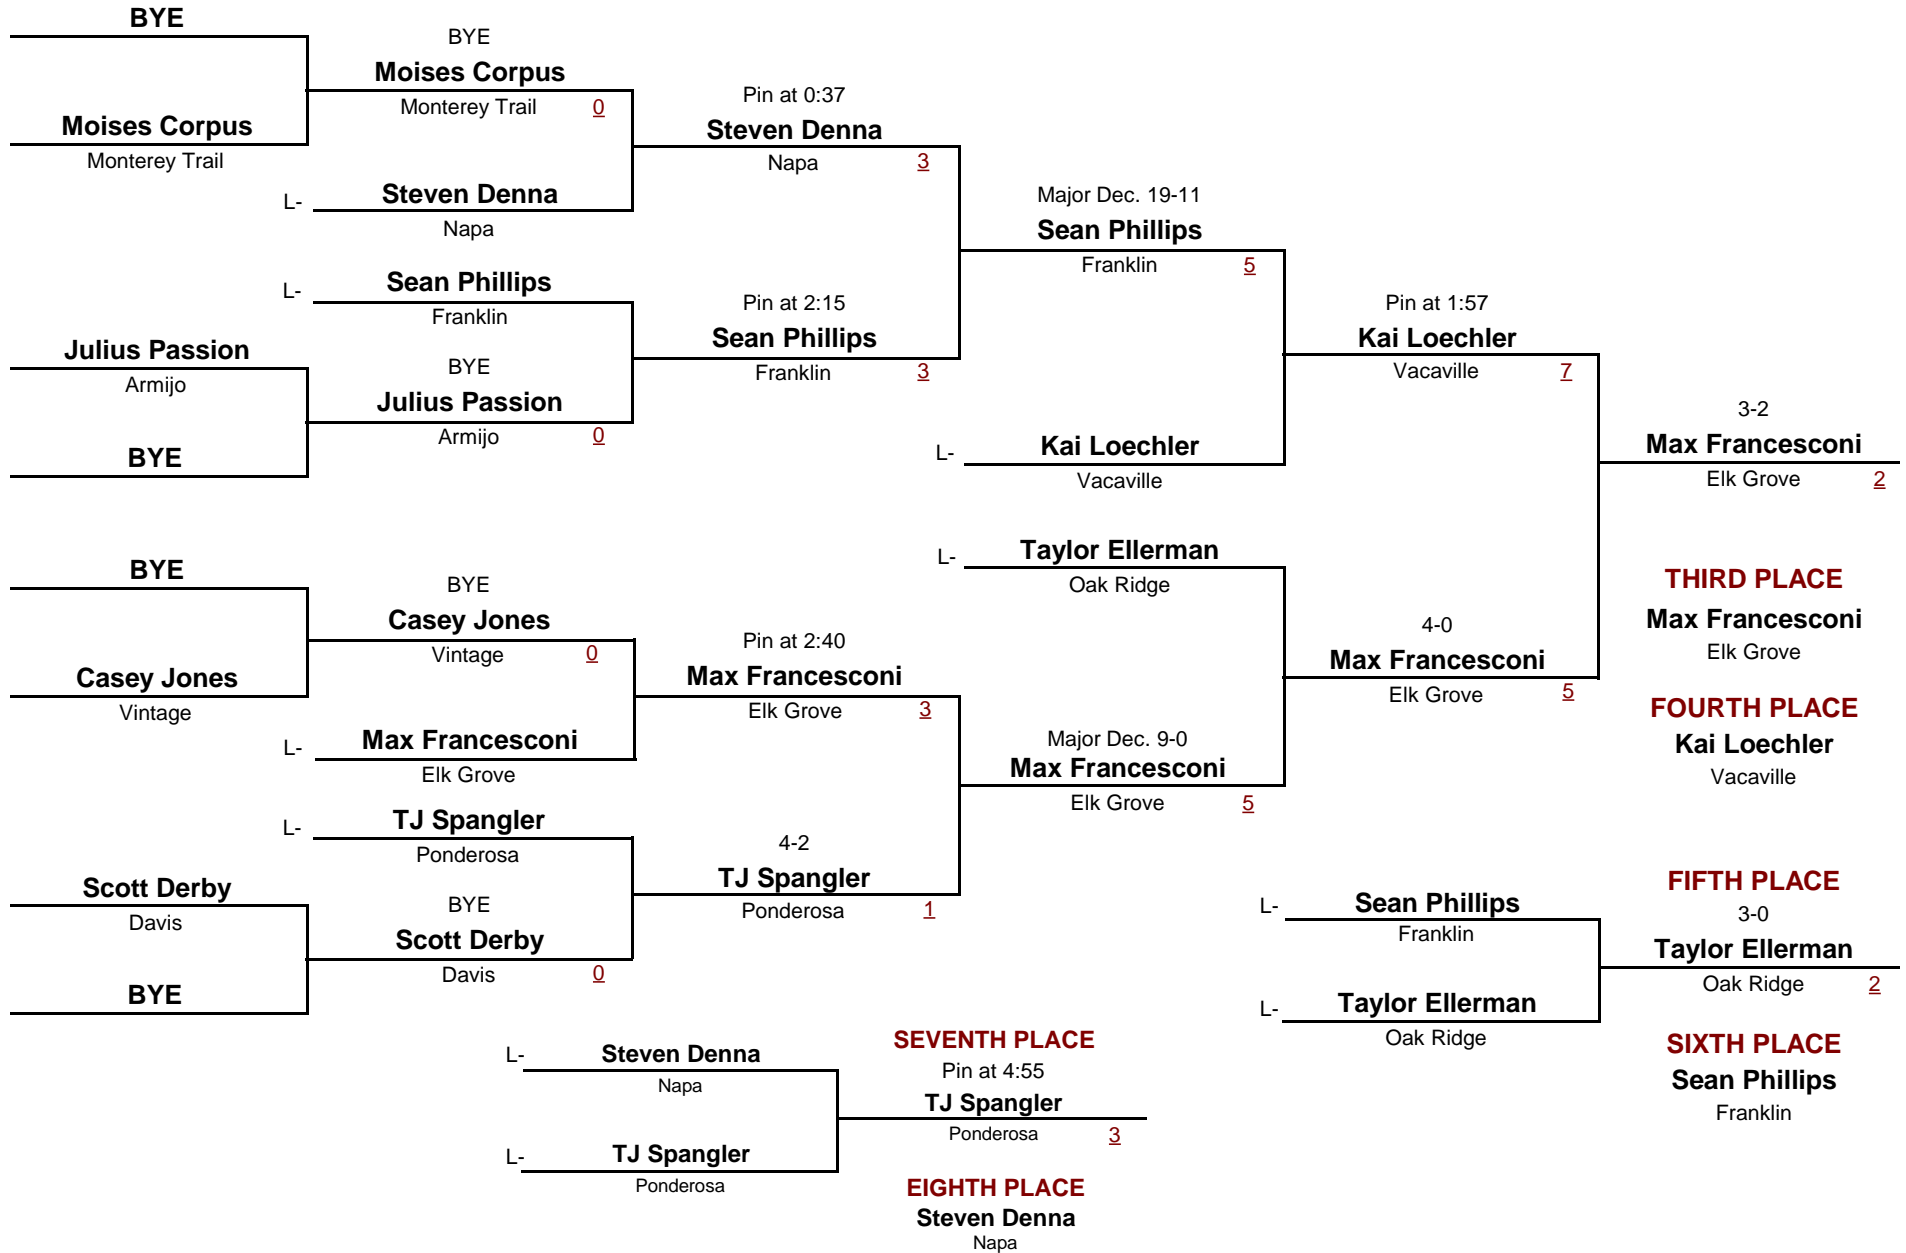 BYE
Moises Corpus
Monterey Trail
BYE
Moises Corpus
Monterey Trail 0
L- Steven Denna
Napa
Pin at 0:37
Steven Denna
Napa 3
L- Sean Phillips
Franklin
Julius Passion
Armijo
BYE
BYE
Julius Passion
Armijo 0
Pin at 2:15
Sean Phillips
Franklin 3
Major Dec. 19-11
Sean Phillips
Franklin 5
L- Kai Loechler
Vacaville
Pin at 1:57
Kai Loechler
Vacaville 7
3-2
Max Francesconi
Elk Grove 2
BYE
Casey Jones
Vintage
BYE
Casey Jones
Vintage 0
L- Max Francesconi
Elk Grove
Pin at 2:40
Max Francesconi
Elk Grove 3
L- TJ Spangler
Ponderosa
Scott Derby
Davis
BYE
BYE
Scott Derby
Davis 0
4-2
TJ Spangler
Ponderosa 1
L- Taylor Ellerman
Oak Ridge
Major Dec. 9-0
Max Francesconi
Elk Grove 5
4-0
Max Francesconi
Elk Grove 5
THIRD PLACE
Max Francesconi
Elk Grove
FOURTH PLACE
Kai Loechler
Vacaville
L- Sean Phillips
Franklin
L- Taylor Ellerman
Oak Ridge
FIFTH PLACE
3-0
Taylor Ellerman
Oak Ridge 2
SIXTH PLACE
Sean Phillips
Franklin
L- Steven Denna
Napa
L- TJ Spangler
Ponderosa
SEVENTH PLACE
Pin at 4:55
TJ Spangler
Ponderosa 3
EIGHTH PLACE
Steven Denna
Napa